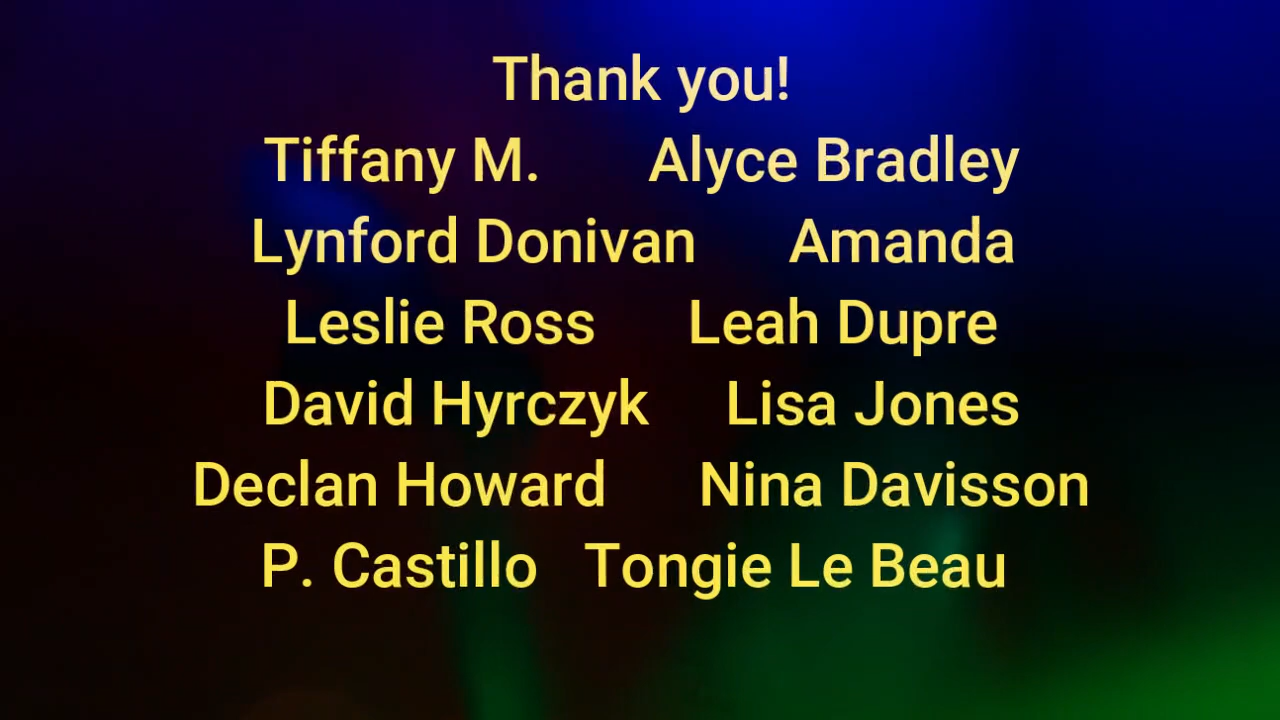 Thank you!
Tiffany M. Alyce Bradley
Lynford Donivan Amanda
Leslie Ross Leah Dupre
David Hyrczyk Lisa Jones
Declan Howard Nina Davisson
P. Castillo Tongie Le Beau